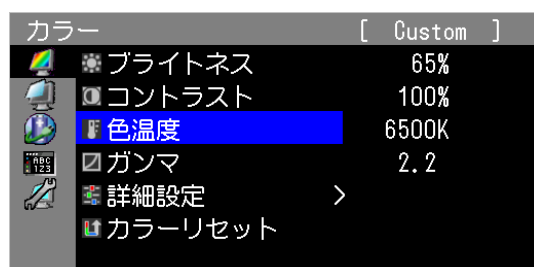 カラー [ Custom ]
ブライトネス 65%
コントラスト 100%
色温度 6500K
ガンマ 2.2
ABC
123
詳細設定 >
カラーリセット